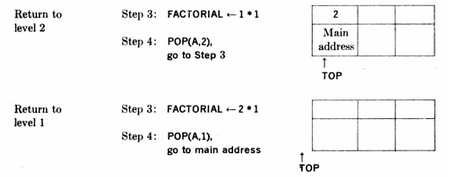 Return to level 2
Step 3: FACTORIAL ← 1 * 1
Step 4: POP(A,2), go to Step 3
2
Main address
↑
TOP
Return to level 1
Step 3: FACTORIAL ← 2 * 1
Step 4: POP(A,1), go to main address
↑
TOP